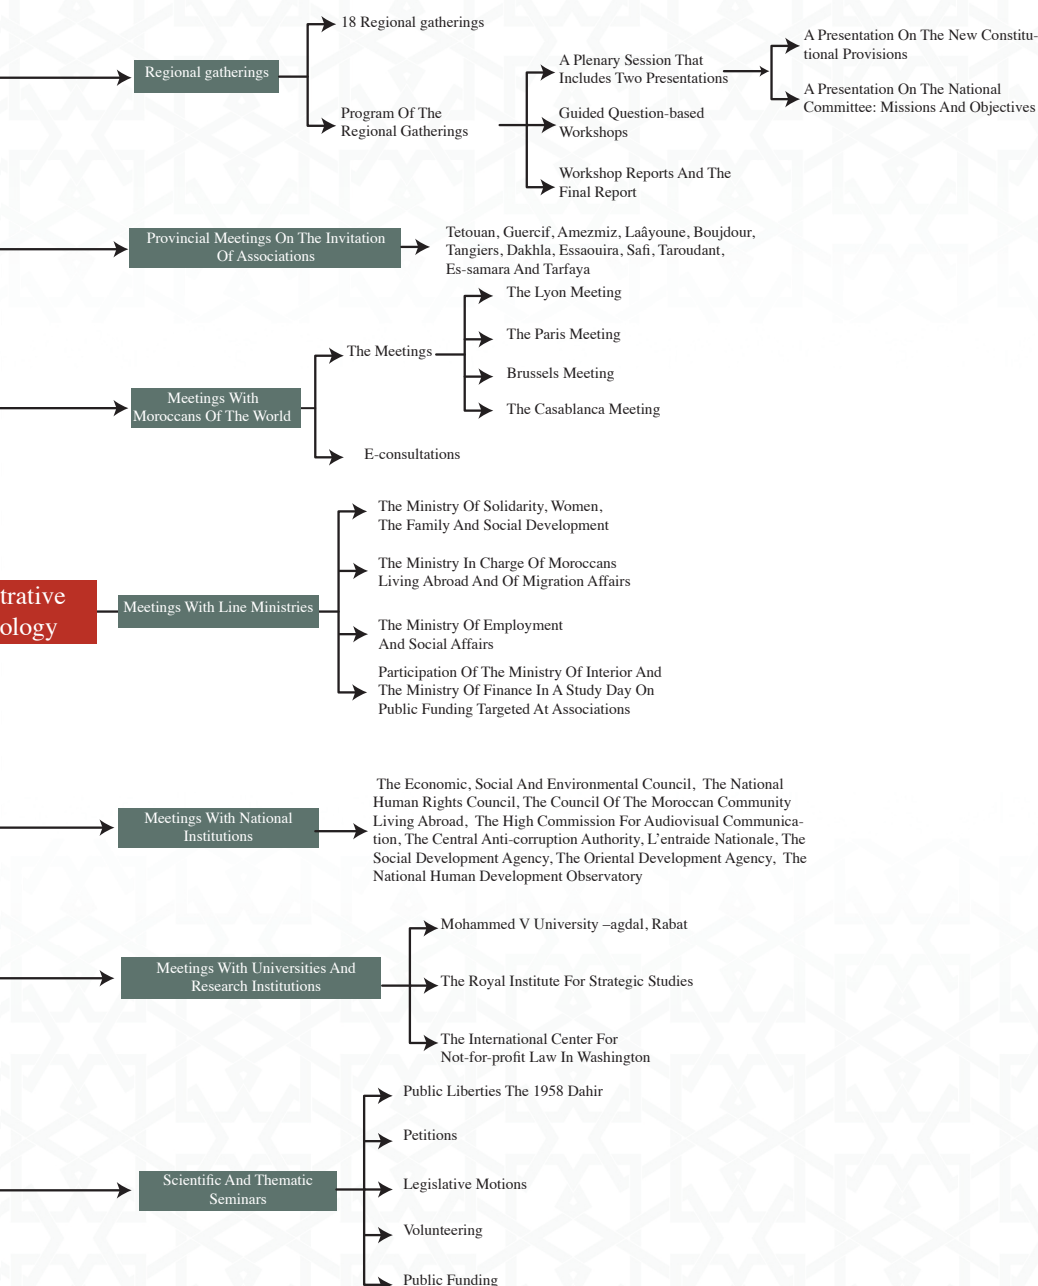 18 Regional gatherings
Regional gatherings
Program Of The
Regional Gatherings
A Plenary Session That
Includes Two Presentations
A Presentation On The New Constitu-
tional Provisions
A Presentation On The National
Committee: Missions And Objectives
Guided Question-based
Workshops
Workshop Reports And The
Final Report
Provincial Meetings On The Invitation
Of Associations
Tetouan, Guercif, Amezmiz, Laâyoune, Boujdour,
Tangiers, Dakhla, Essaouira, Safi, Taroudant,
Es-samara And Tarfaya
Meetings With
Moroccans Of The World
The Meetings
The Lyon Meeting
The Paris Meeting
Brussels Meeting
The Casablanca Meeting
E-consultations
trative
ology
Meetings With Line Ministries
The Ministry Of Solidarity, Women,
The Family And Social Development
The Ministry In Charge Of Moroccans
Living Abroad And Of Migration Affairs
The Ministry Of Employment
And Social Affairs
Participation Of The Ministry Of Interior And
The Ministry Of Finance In A Study Day On
Public Funding Targeted At Associations
Meetings With National
Institutions
The Economic, Social And Environmental Council, The National
Human Rights Council, The Council Of The Moroccan Community
Living Abroad, The High Commission For Audiovisual Communica-
tion, The Central Anti-corruption Authority, L'entraide Nationale, The
Social Development Agency, The Oriental Development Agency, The
National Human Development Observatory
Meetings With Universities And
Research Institutions
Mohammed V University –agdal, Rabat
The Royal Institute For Strategic Studies
The International Center For
Not-for-profit Law In Washington
Scientific And Thematic
Seminars
Public Liberties The 1958 Dahir
Petitions
Legislative Motions
Volunteering
Public Funding